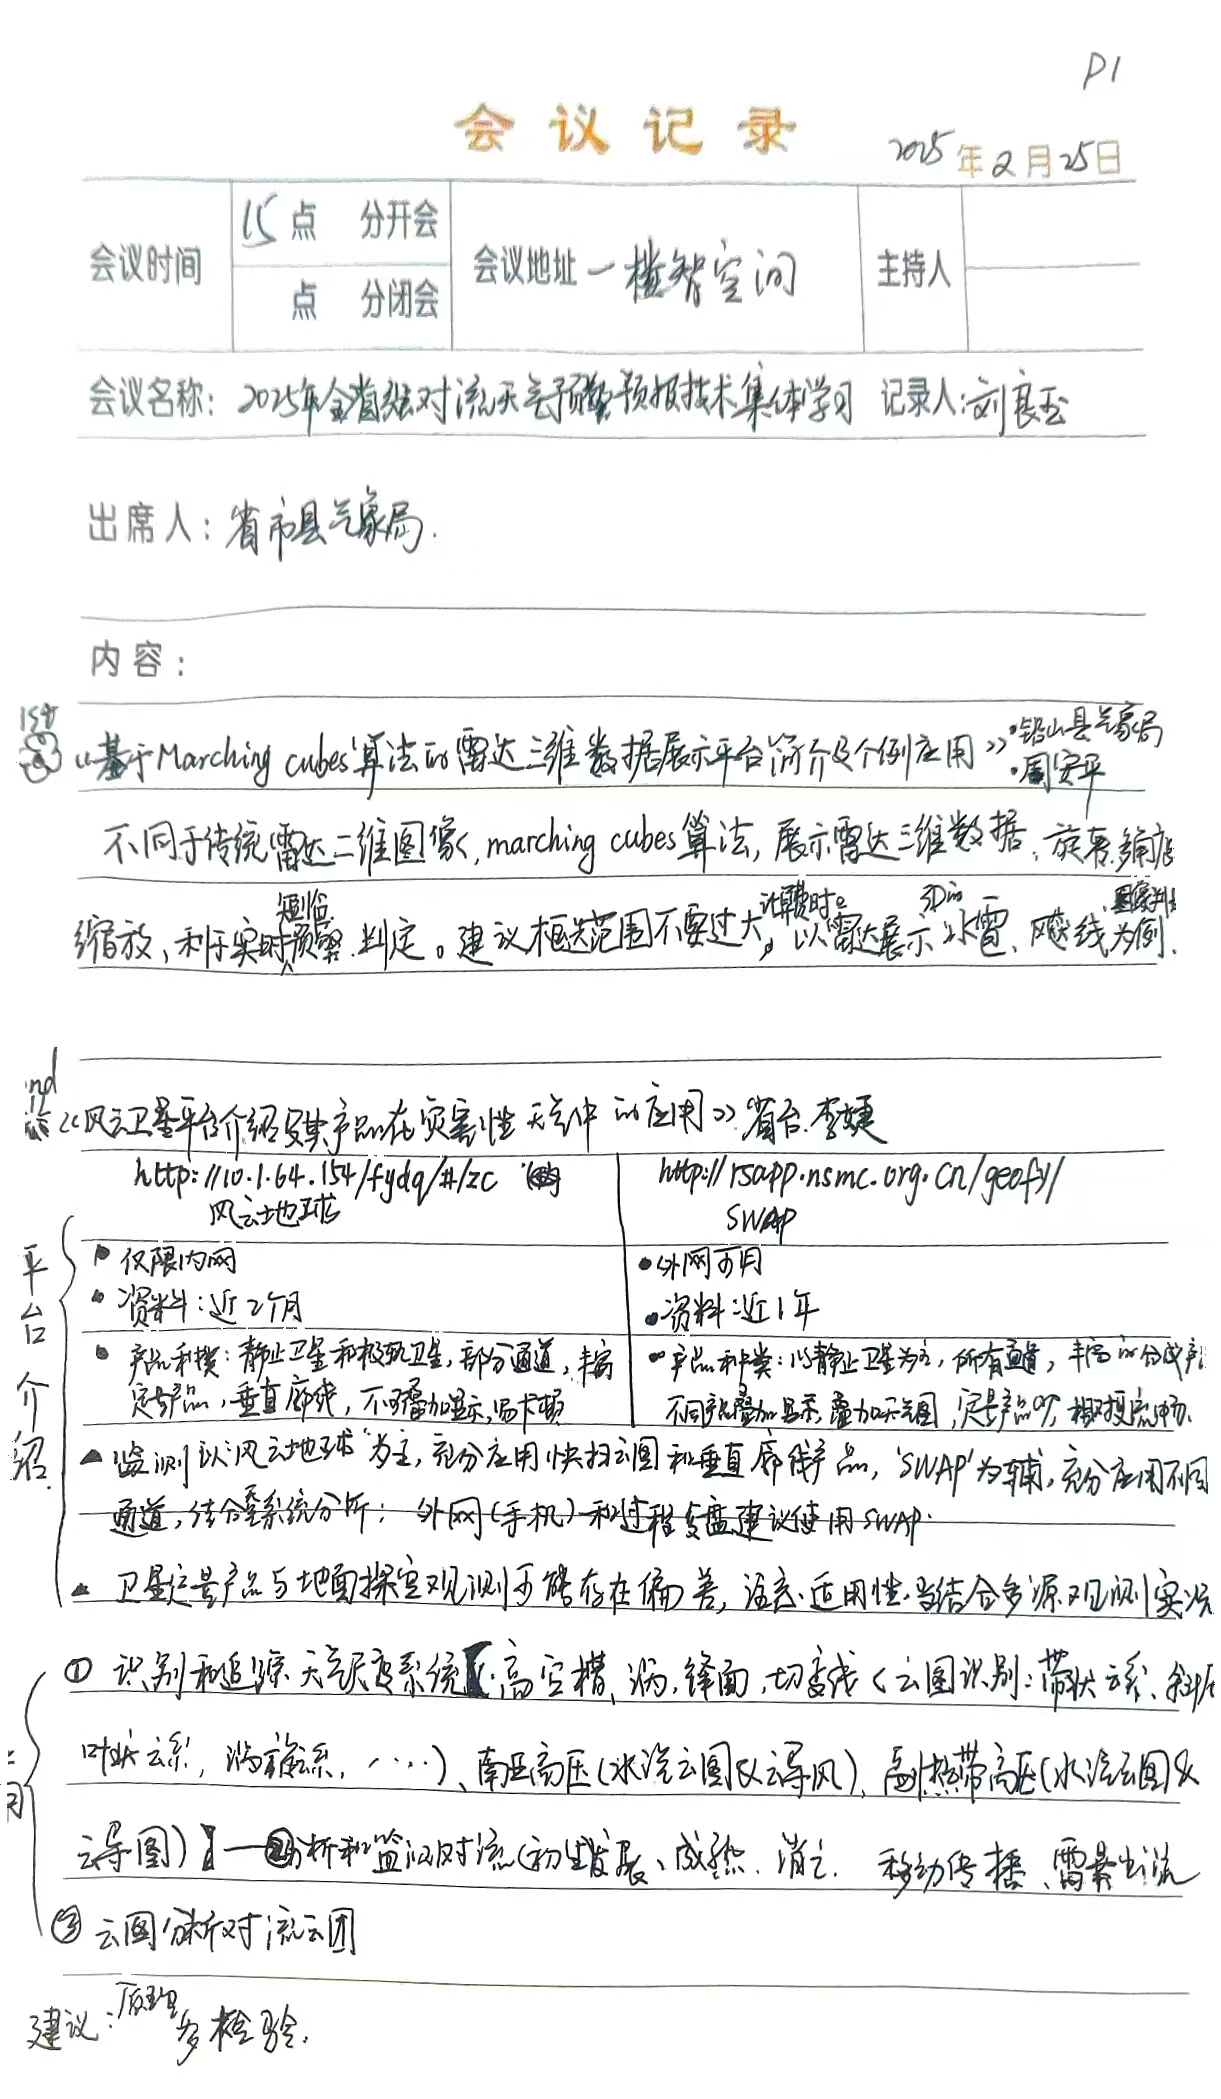 P1
会议记录
2025年2月25日
会议时间 15点 分开会 会议地址 一楼智空间 主持人
点 分闭会
会议名称: 2025年全省强对流天气预警预报技术集体学习 记录人:刘良玉
出席人: 省市县气象局.
内容:
1st
《基于Marching cubes算法的雷达三维数据展示平台简介及个例应用》 ·铅山县气象局
·周安平
不同于传统雷达二维图像, marching cubes算法, 展示雷达三维数据、旋转
短临 计算费时。 3D的
缩放、利于实时预警.判定。建议框选范围不要过大, 以雷达展示冰雹、飑线为例.
nd
《风云卫星平台介绍及其产品在灾害性天气中的应用》省台.李婕
http://10.1.64.154/fydq/#/zc http://rsapp.nsmc.org.cn/geofy/
风云地球 SWAP
平台介绍
• 仅限内网 • 外网可用
• 资料:近2个月 • 资料:近1年
• 产品种类:静止卫星和极轨卫星,部分通道,丰富 • 产品种类:以静止卫星为主,所有通道,丰富的合成产
定量产品,垂直廓线,不可叠加显示,易卡顿 不同产品叠加显示,叠加天气图,定量产品少,相对流畅.
▲ 监测以"风云地球"为主,充分应用快扫云图和垂直廓线产品,'SWAP'为辅,充分应用不同
通道,结合系统分析; 外网(手机)和过程复盘建议使用SWAP.
▲ 卫星定量产品与地面探空观测可能存在偏差,注意适用性.当结合多源观测实况
① 识别和追踪天气尺度系统:高空槽、涡,锋面,切变线(云图识别:带状云系、斜压
叶状云系,涡旋云系,....)、南亚高压(水汽云图&云导风)、副热带高压(水汽云图&
云导图)】—②分析和监测对流(初生发展、成熟、消亡. 移动传播、雷暴出流
③ 云图分析对流云团
原理
建议: 多检验.